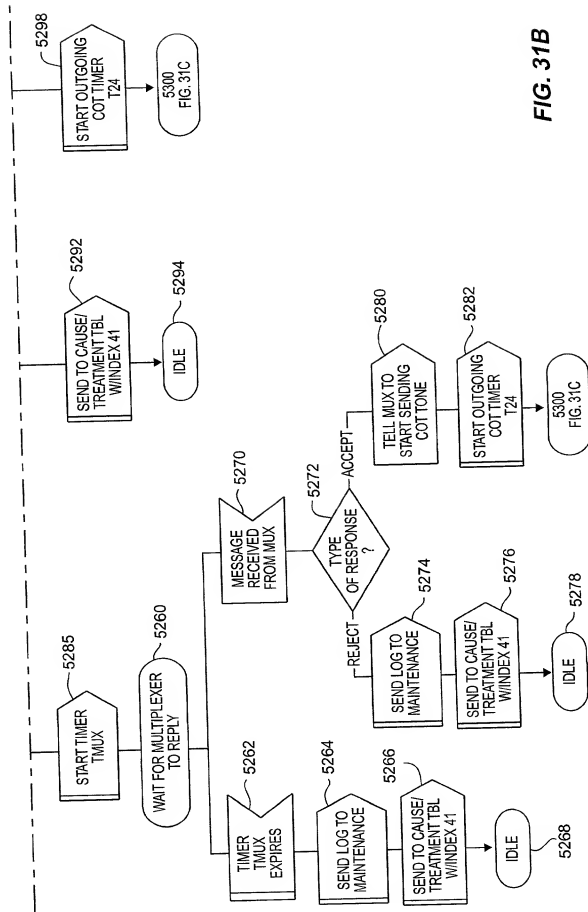 5285
START TIMER
TMUX
5260
WAIT FOR MULTIPLEXER
TO REPLY
5262
TIMER
TMUX
EXPIRES
5264
SEND LOG TO
MAINTENANCE
5266
SEND TO CAUSE/
TREATMENT TBL
W/INDEX 41
IDLE
5268
5270
MESSAGE
RECEIVED
FROM MUX
5272
TYPE
OF RESPONSE
?
REJECT
ACCEPT
5274
SEND LOG TO
MAINTENANCE
5276
SEND TO CAUSE/
TREATMENT TBL
W/INDEX 41
5278
IDLE
5280
TELL MUX TO
START SENDING
COT TONE
5282
START OUTGOING
COT TIMER
T24
5300
FIG. 31C
5292
SEND TO CAUSE/
TREATMENT TBL
W/INDEX 41
5294
IDLE
5298
START OUTGOING
COT TIMER
T24
5300
FIG. 31C
FIG. 31B